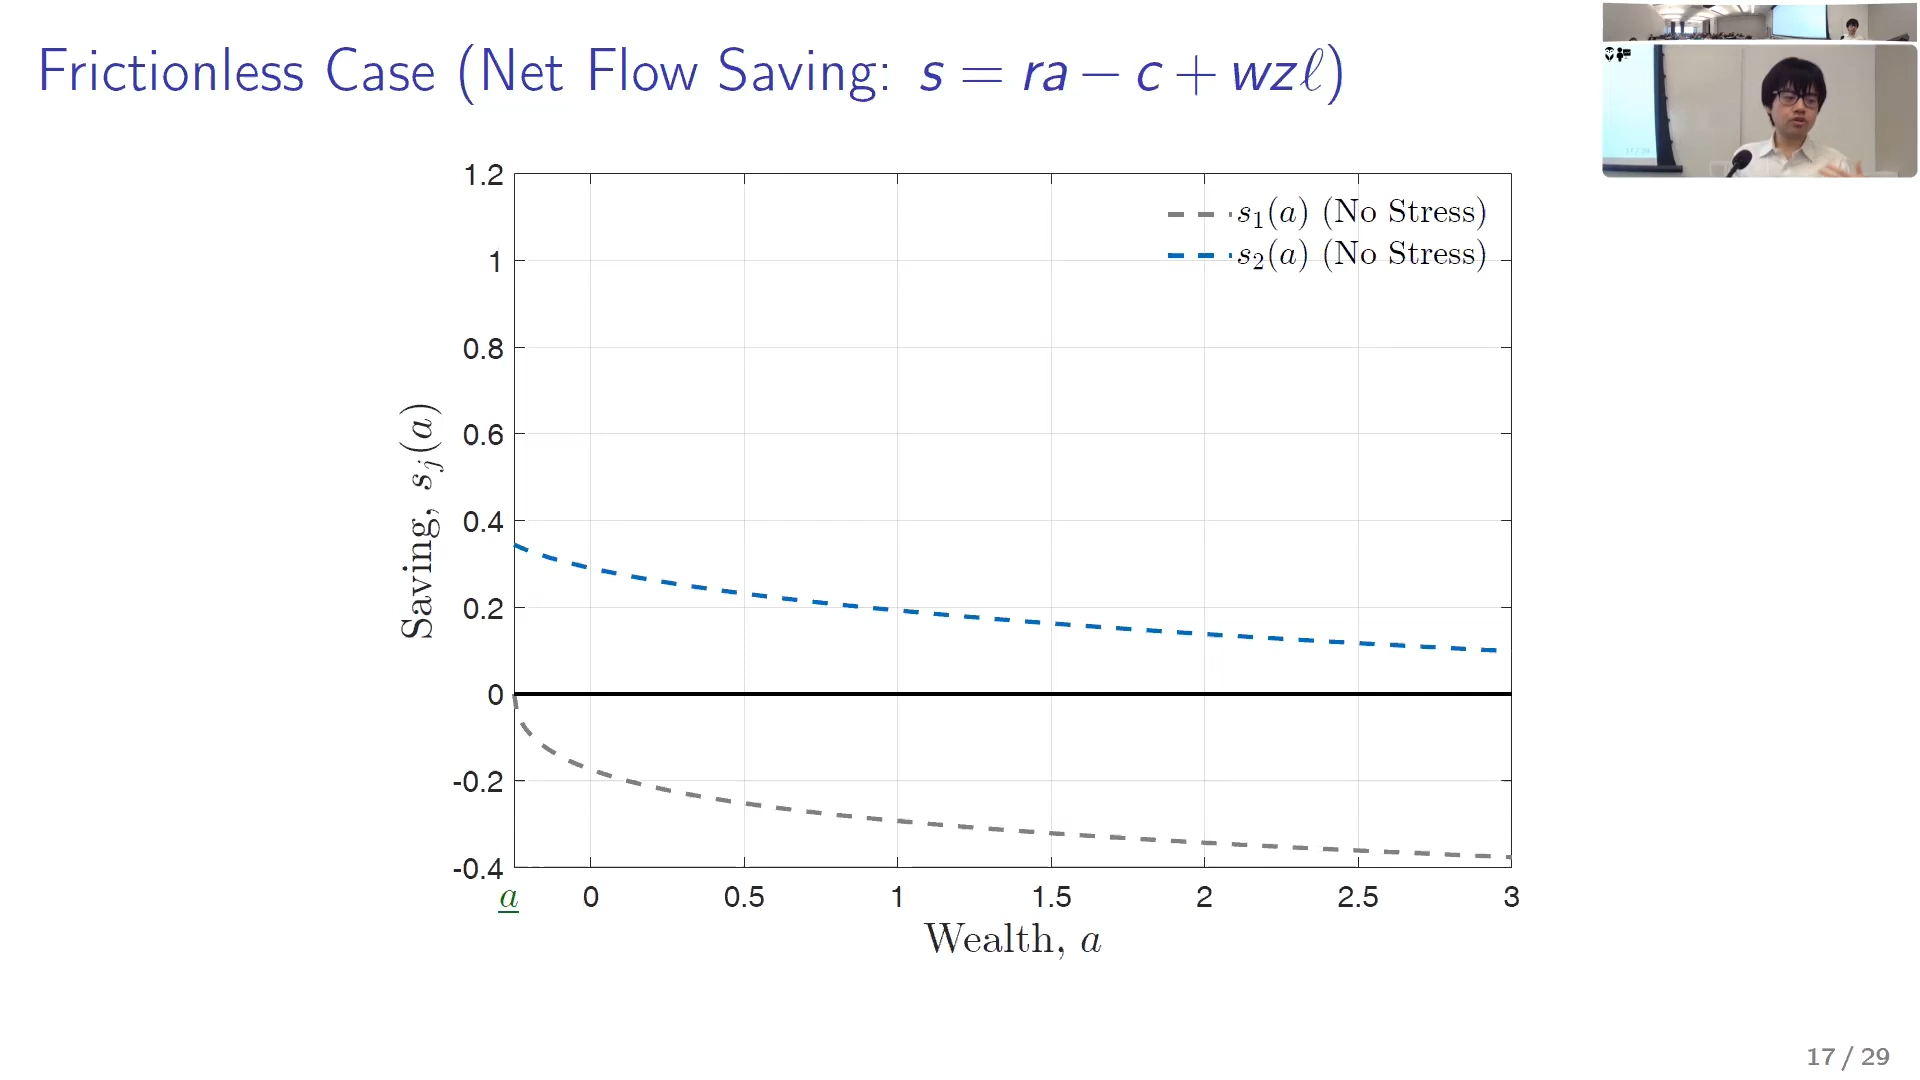 Frictionless Case (Net Flow Saving: s = ra − c + wzℓ)
s₁(a) (No Stress)
s₂(a) (No Stress)
1.2
1
0.8
0.6
0.4
0.2
0
-0.2
-0.4
Saving, sⱼ(a)
a 0 0.5 1 1.5 2 2.5 3
Wealth, a
17 / 29